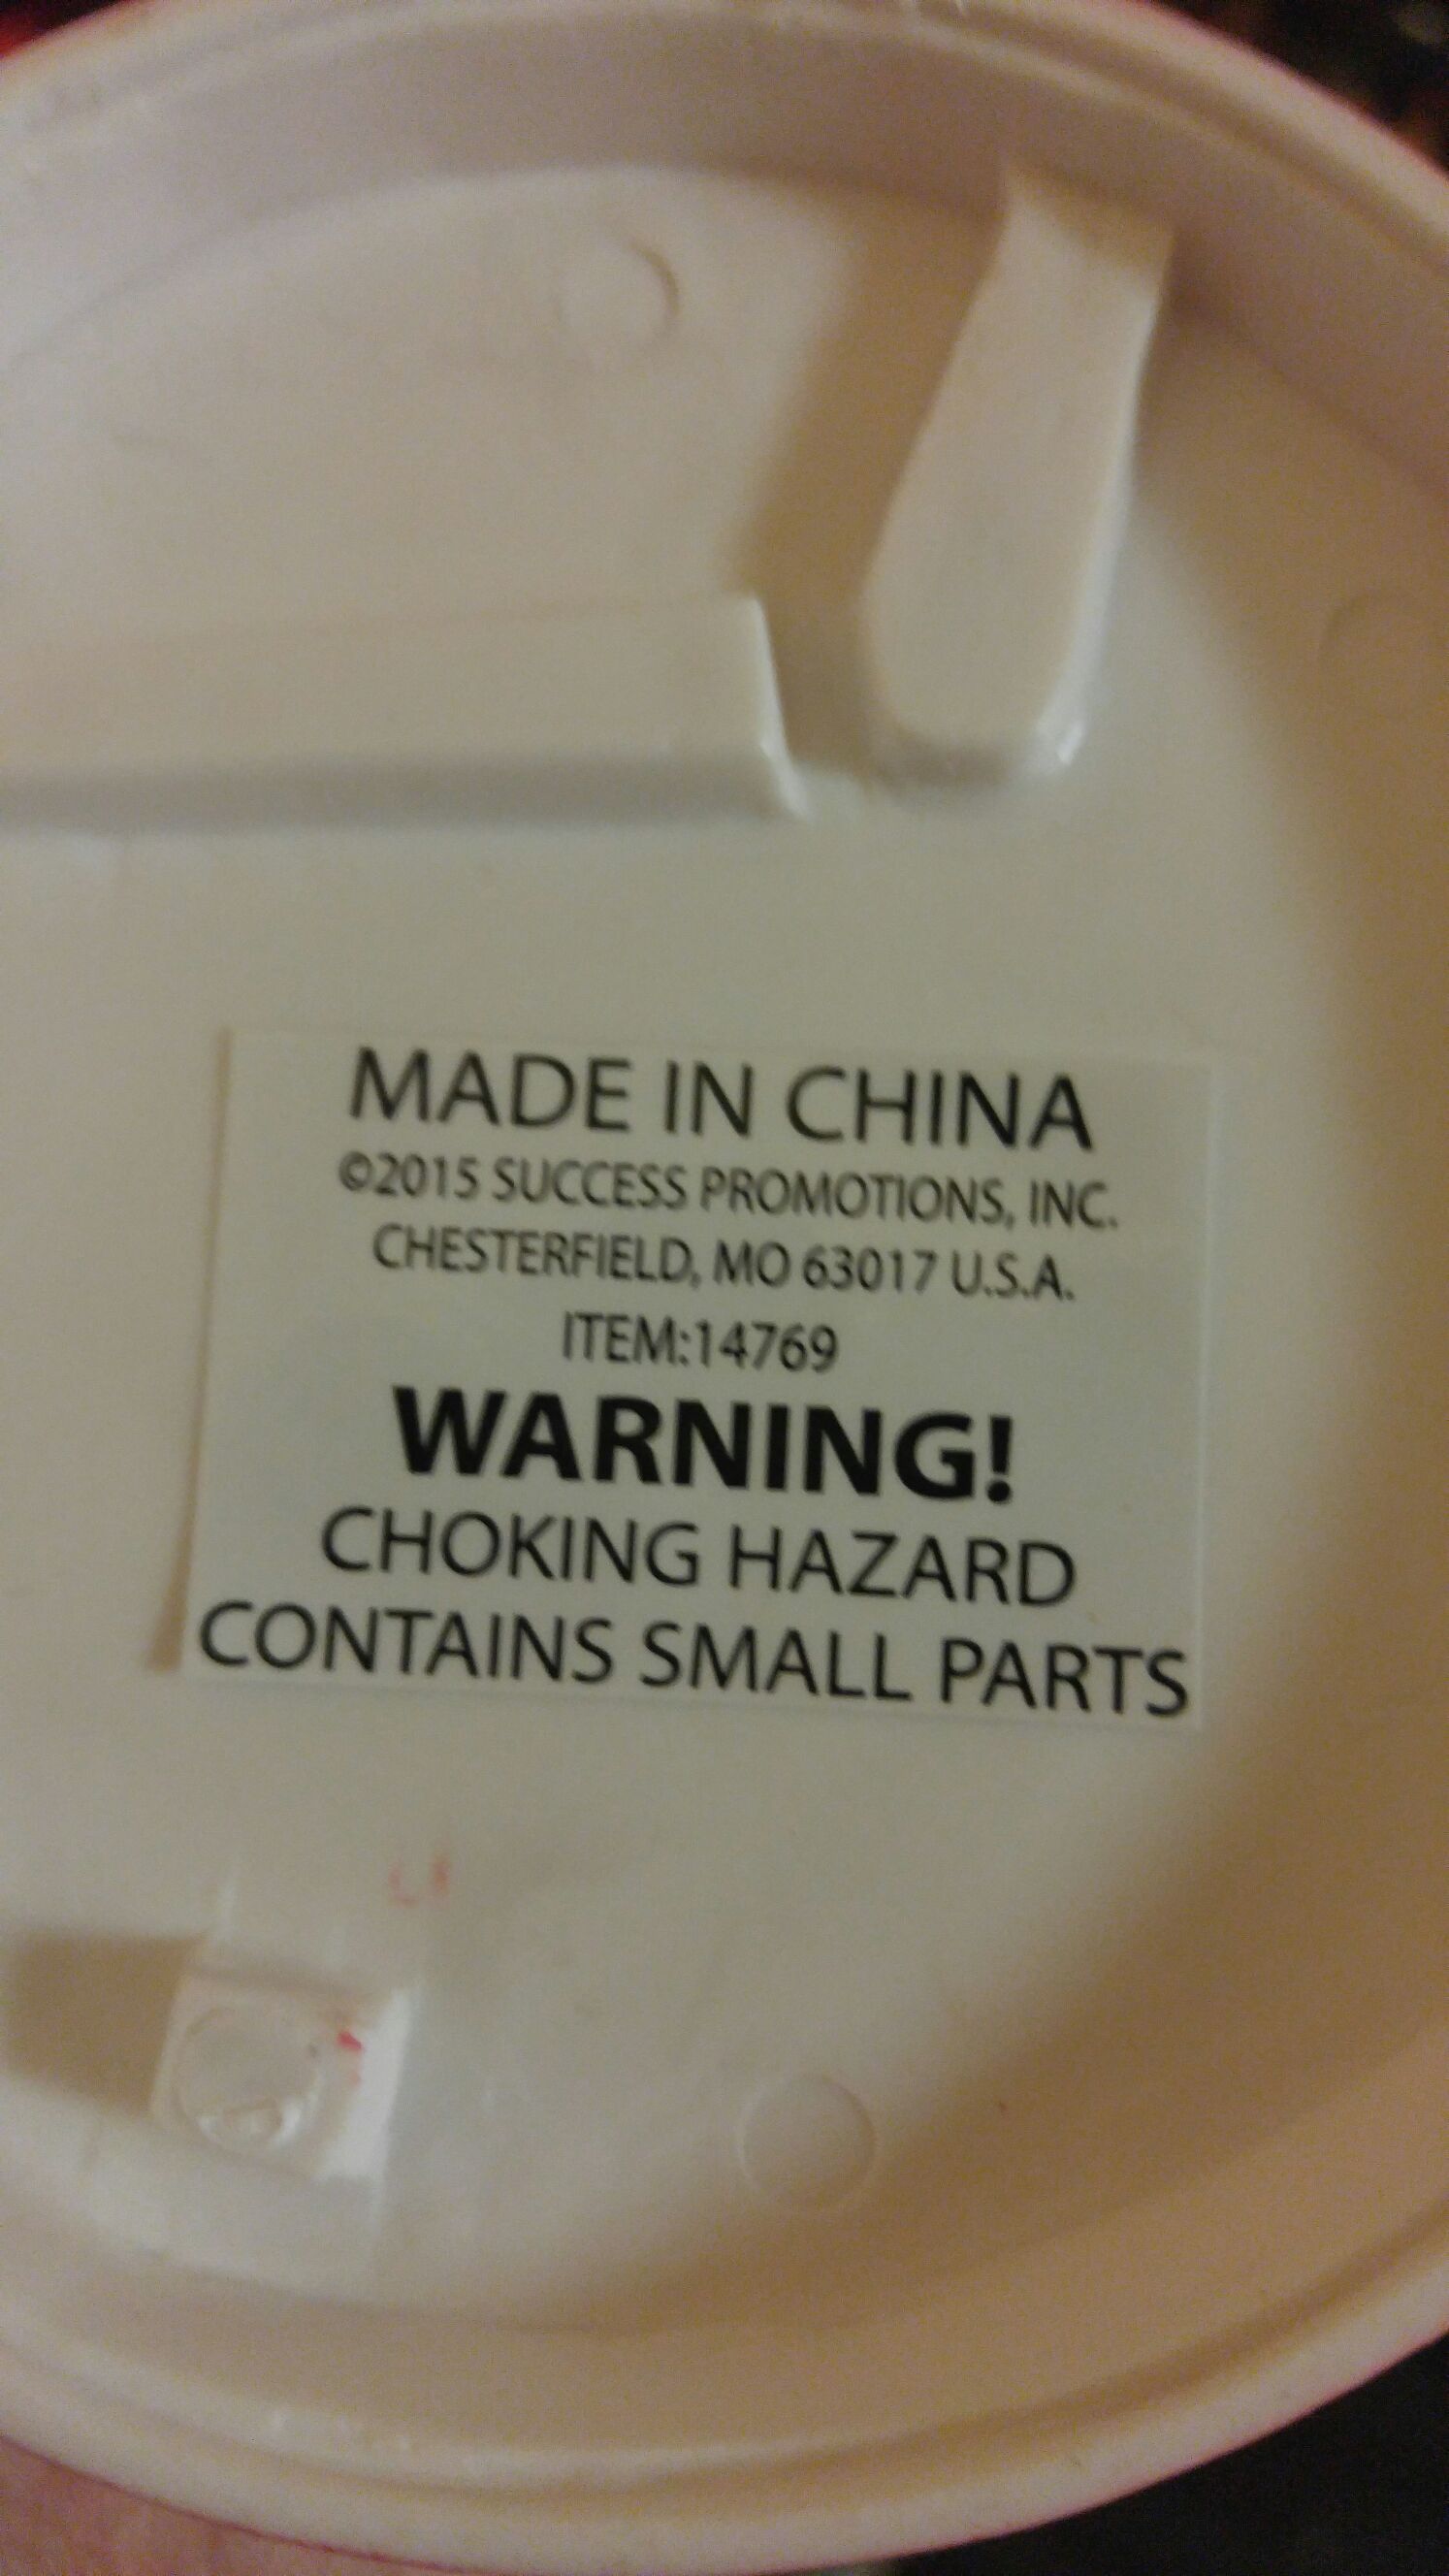 MADE IN CHINA
©2015 SUCCESS PROMOTIONS, INC.
CHESTERFIELD, MO 63017 U.S.A.
ITEM:14769
WARNING!
CHOKING HAZARD
CONTAINS SMALL PARTS